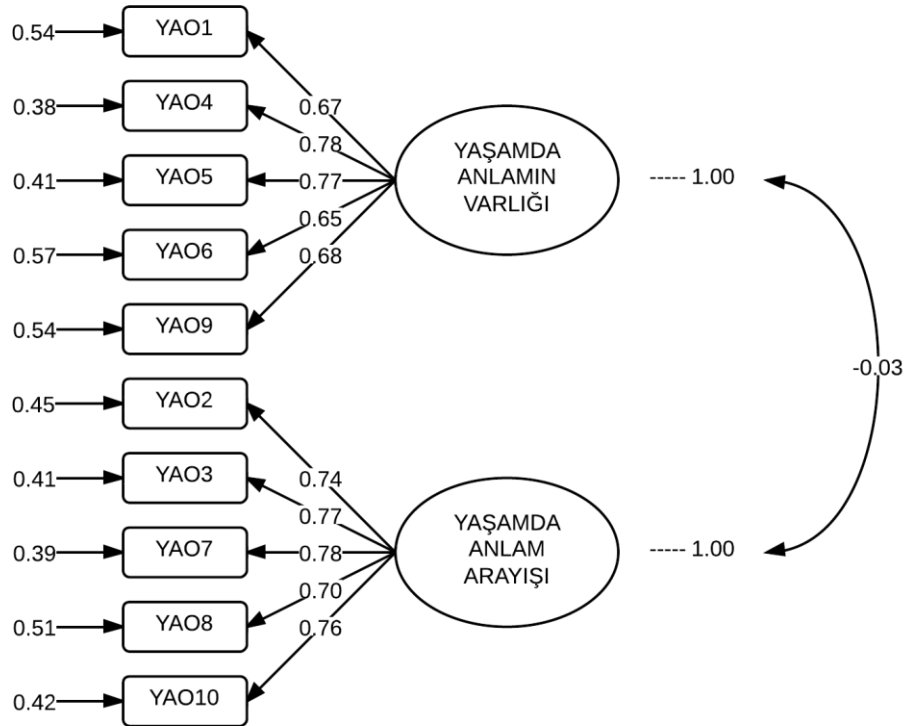 0.54 YAO1
0.67
0.38 YAO4
0.78
0.41 YAO5 0.77
0.65
0.57 YAO6
0.68
0.54 YAO9
YAŞAMDA
ANLAMIN
VARLIĞI
----- 1.00
-0.03
0.45 YAO2
0.74
0.41 YAO3
0.77
0.39 YAO7 0.78
0.70
0.51 YAO8
0.76
0.42 YAO10
YAŞAMDA
ANLAM
ARAYIŞI
----- 1.00